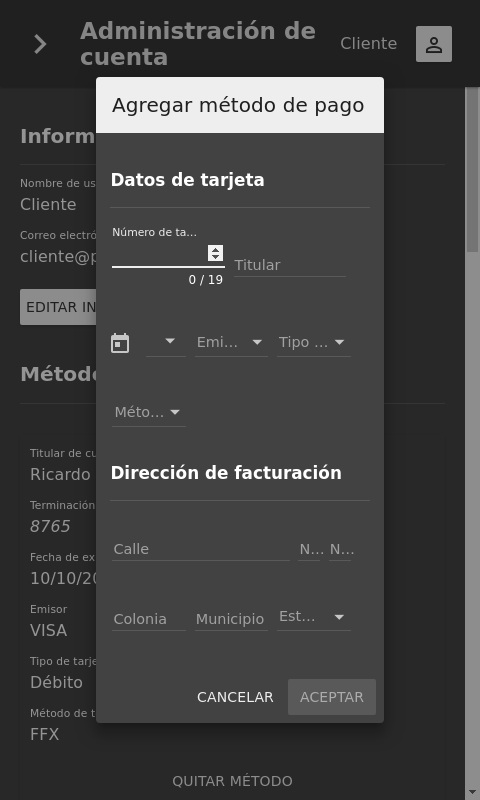 Administración de
cuenta
Cliente
Agregar método de pago
Inform
Nombre de us
Cliente
Correo electró
cliente@p
EDITAR IN
Método
Titular de cu
Ricardo
Terminación
8765
Fecha de ex
10/10/20
Emisor
VISA
Tipo de tarje
Débito
Método de t
FFX
QUITAR MÉTODO
Datos de tarjeta
Número de ta...
0 / 19
Titular
Emi...
Tipo ...
Méto...
Dirección de facturación
Calle
N...
N...
Colonia
Municipio
Est...
CANCELAR
ACEPTAR